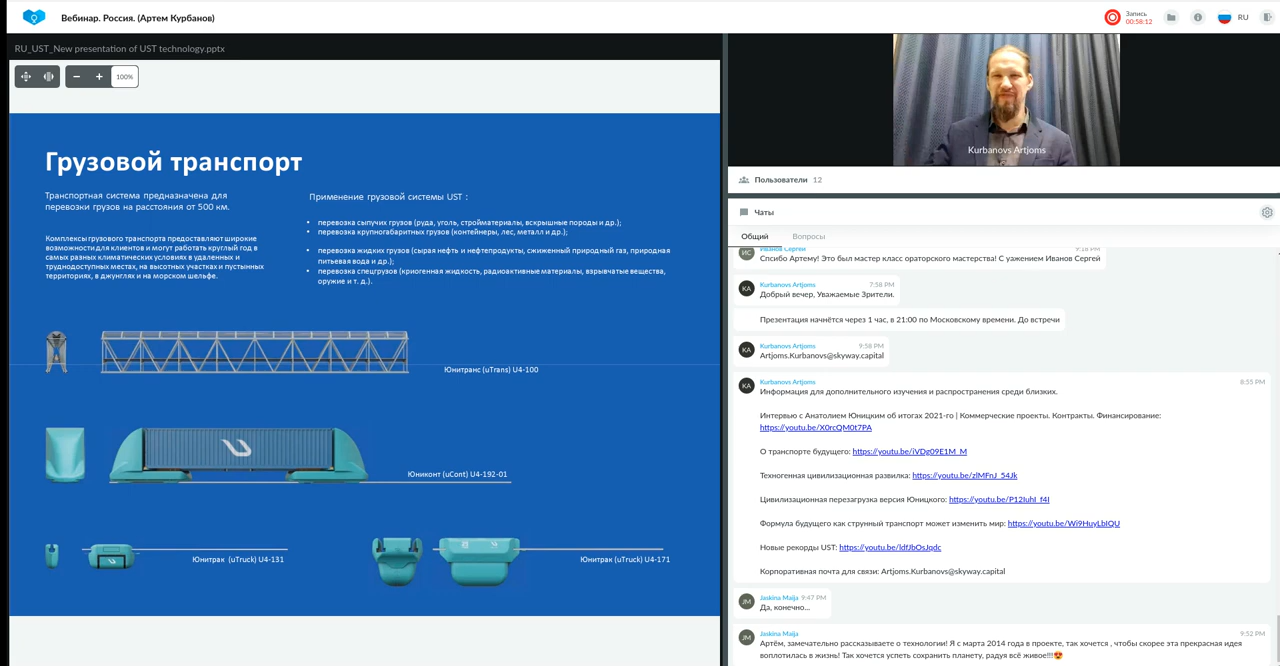 Вебинар. Россия. (Артем Курбанов)
Запись
00:58:12
RU
RU_UST_New presentation of UST technology.pptx
100%
Грузовой транспорт
Транспортная система предназначена для
перевозки грузов на расстояния от 500 км.
Комплексы грузового транспорта предоставляют широкие
возможности для клиентов и могут работать круглый год в
самых разных климатических условиях в удаленных и
труднодоступных местах, на высотных участках и пустынных
территориях, в джунглях и на морском шельфе.
Применение грузовой системы UST :
• перевозка сыпучих грузов (руда, уголь, стройматериалы, вскрышные породы и др.);
• перевозка крупногабаритных грузов (контейнеры, лес, металл и др.);
• перевозка жидких грузов (сырая нефть и нефтепродукты, сжиженный природный газ, природная
питьевая вода и др.);
• перевозка спецгрузов (криогенная жидкость, радиоактивные материалы, взрывчатые вещества,
оружие и т. д.).
Юнитранс (uTrans) U4-100
Юниконт (uCont) U4-192-01
Юнитрак (uTruck) U4-131
Юнитрак (uTruck) U4-171
Kurbanovs Artjoms
Пользователи 12
Чаты
Общий
Вопросы
ИС
Иванов Сергей
9:18 PM
Спсибо Артему! Это был мастер класс ораторского мастерства! С уажением Иванов Сергей
KA
Kurbanovs Artjoms
7:58 PM
Добрый вечер, Уважаемые Зрители.
Презентация начнётся через 1 час, в 21:00 по Московскому времени. До встречи
KA
Kurbanovs Artjoms
9:58 PM
Artjoms.Kurbanovs@skyway.capital
KA
Kurbanovs Artjoms
8:55 PM
Информация для дополнительного изучения и распространения среди близких.
Интервью с Анатолием Юницким об итогах 2021-го | Коммерческие проекты. Контракты. Финансирование:
https://youtu.be/X0rcQM0t7PA
О транспорте будущего: https://youtu.be/iVDg09E1M_M
Техногенная цивилизационная развилка: https://youtu.be/zlMFnJ_54Jk
Цивилизационная перезагрузка версия Юницкого: https://youtu.be/P12IuhI_f4I
Формула будущего как струнный транспорт может изменить мир: https://youtu.be/Wi9HuyLbIQU
Новые рекорды UST: https://youtu.be/ldfJbOsJqdc
Корпоративная почта для связи: Artjoms.Kurbanovs@skyway.capital
JM
Jaskina Maija 9:47 PM
Да, конечно...
JM
Jaskina Maija
9:52 PM
Артём, замечательно рассказываете о технологии! Я с марта 2014 года в проекте, так хочется , чтобы скорее эта прекрасная идея
воплотилась в жизнь! Так хочется успеть сохранить планету, радуя всё живое!!!😍